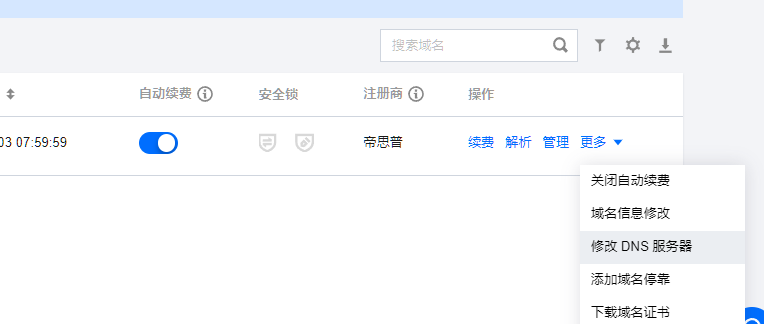 搜索域名
自动续费 安全锁 注册商 操作
03 07:59:59 帝思普 续费 解析 管理 更多
关闭自动续费
域名信息修改
修改 DNS 服务器
添加域名停靠
下载域名证书